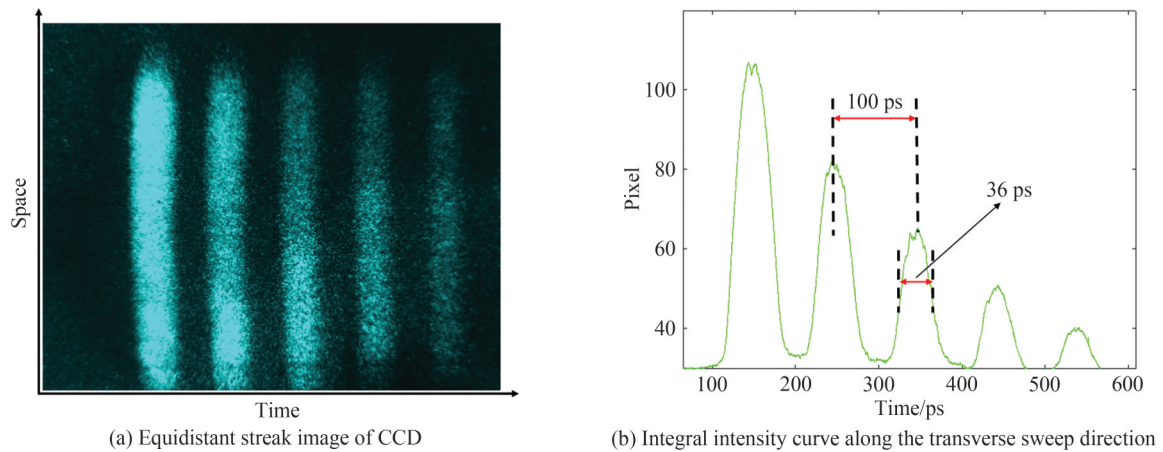 Space
Time
(a) Equidistant streak image of CCD
100
80
60
40
Pixel
100 ps
36 ps
100 200 300 400 500 600
Time/ps
(b) Integral intensity curve along the transverse sweep direction